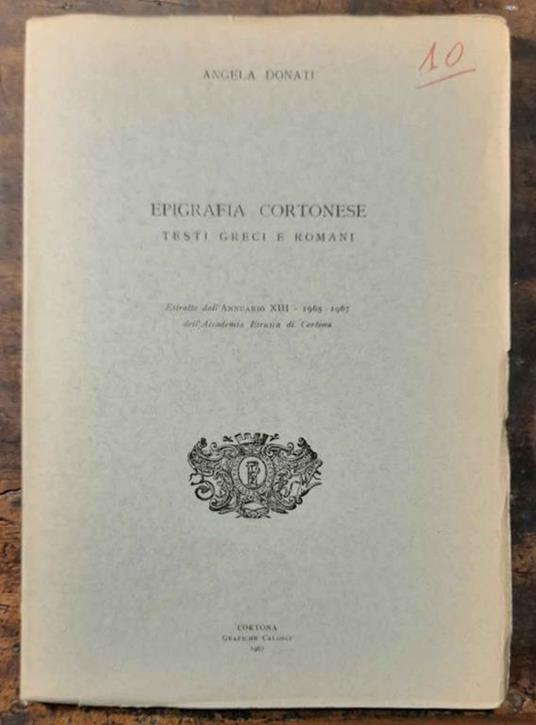 10
ANGELA DONATI
EPIGRAFIA CORTONESE
TESTI GRECI E ROMANI
Estratto dall'ANNUARIO XIII - 1965-1967
dell'Accademia Etrusca di Cortona
CORTONA
GRAFICHE CALOSCI
1967